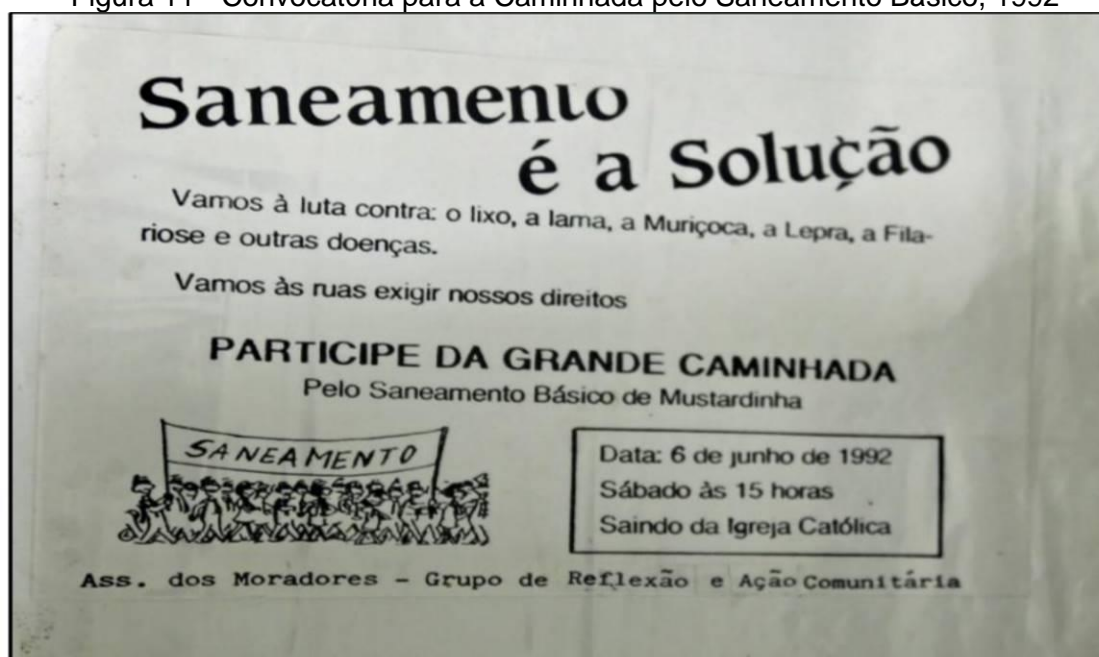 Figura 11 - Convocatória para a Caminhada pelo Saneamento Básico, 1992
Saneamento
é a Solução
Vamos à luta contra: o lixo, a lama, a Muriçoca, a Lepra, a Fila-
riose e outras doenças.
Vamos às ruas exigir nossos direitos
PARTICIPE DA GRANDE CAMINHADA
Pelo Saneamento Básico de Mustardinha
SANEAMENTO
Data: 6 de junho de 1992
Sábado às 15 horas
Saindo da Igreja Católica
Ass. dos Moradores - Grupo de Reflexão e Ação Comunitária